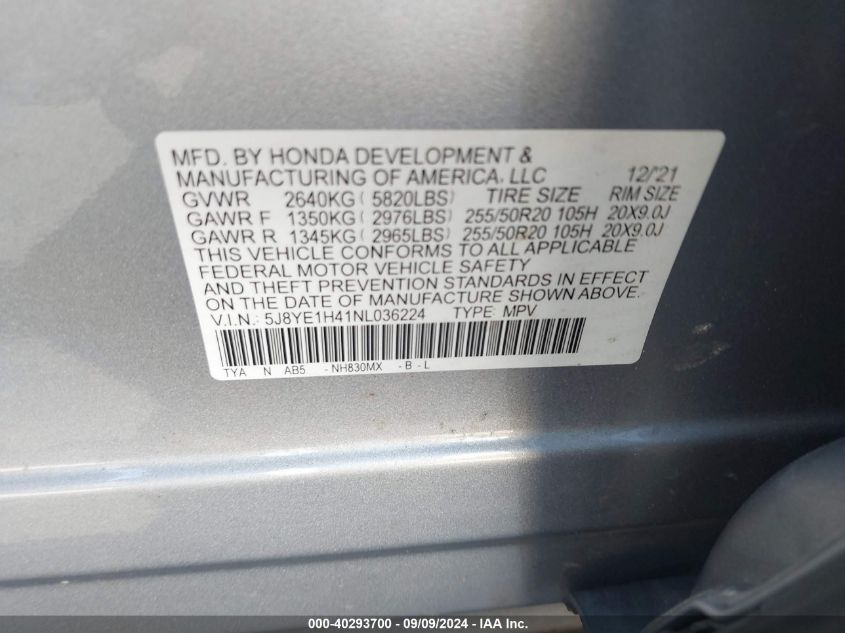 MFD. BY HONDA DEVELOPMENT &
MANUFACTURING OF AMERICA, LLC 12/'21
GVWR 2640KG ( 5820LBS) TIRE SIZE RIM SIZE
GAWR F 1350KG ( 2976LBS) 255/50R20 105H 20X9.0J
GAWR R 1345KG ( 2965LBS) 255/50R20 105H 20X9.0J
THIS VEHICLE CONFORMS TO ALL APPLICABLE
FEDERAL MOTOR VEHICLE SAFETY
AND THEFT PREVENTION STANDARDS IN EFFECT
ON THE DATE OF MANUFACTURE SHOWN ABOVE.
V.I.N.: 5J8YE1H41NL036224 TYPE: MPV
TYA N AB5 -NH830MX -B - L
000-40293700 - 09/09/2024 - IAA Inc.